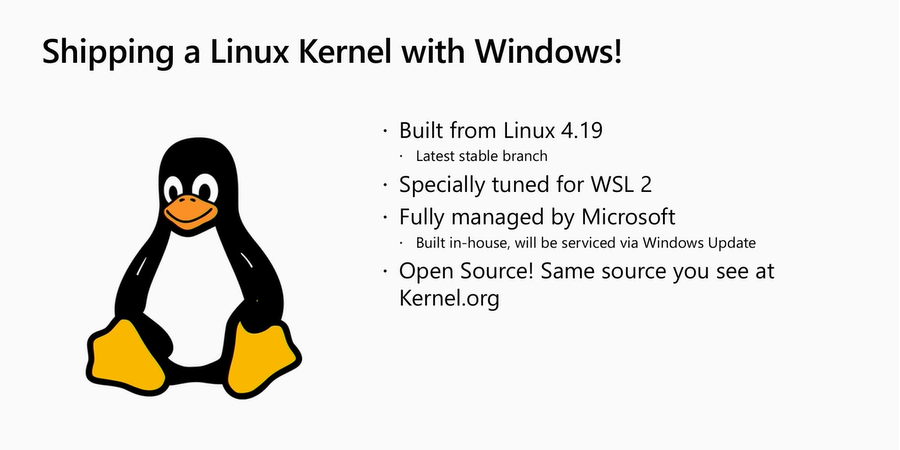 Shipping a Linux Kernel with Windows!
· Built from Linux 4.19
· Latest stable branch
· Specially tuned for WSL 2
· Fully managed by Microsoft
· Built in-house, will be serviced via Windows Update
· Open Source! Same source you see at
Kernel.org